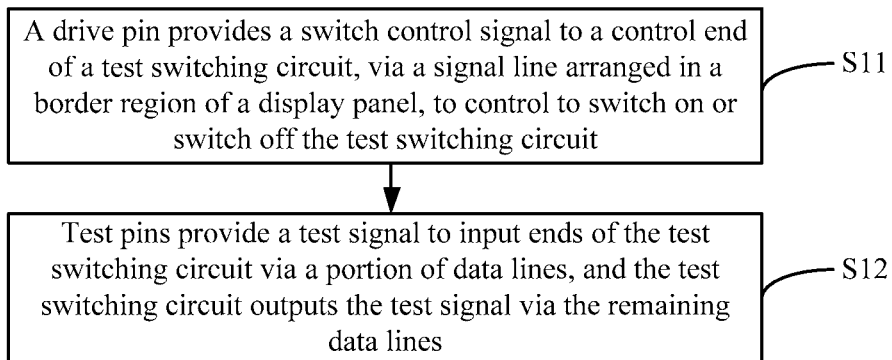 A drive pin provides a switch control signal to a control end
of a test switching circuit, via a signal line arranged in a
border region of a display panel, to control to switch on or
switch off the test switching circuit
S11
Test pins provide a test signal to input ends of the test
switching circuit via a portion of data lines, and the test
switching circuit outputs the test signal via the remaining
data lines
S12